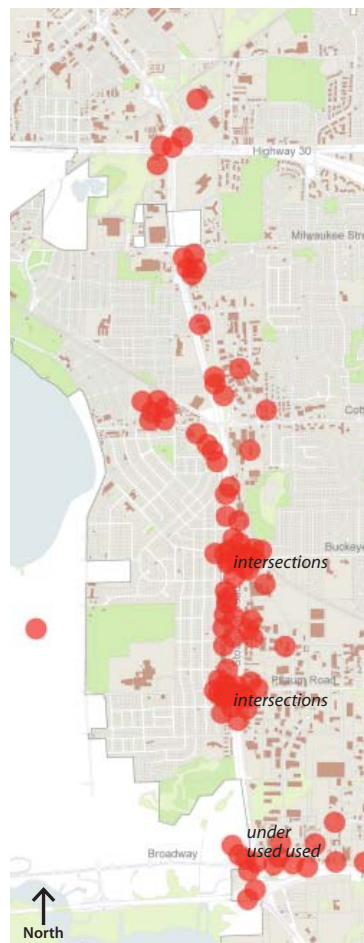 Highway 30
Milwaukee Stre
Cott
Buckeye
intersections
Pflaum Road
intersections
under
used used
Broadway
North